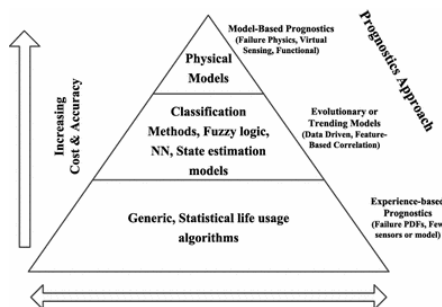 Model-Based Prognostics
(Failure Physics, Virtual
Sensing, Functional)
Prognostics Approach
Physical
Models
Increasing
Cost & Accuracy
Classification
Methods, Fuzzy logic,
NN, State estimation
models
Evolutionary or
Trending Models
(Data Driven, Feature-
Based Correlation)
Generic, Statistical life usage
algorithms
Experience-based
Prognostics
(Failure PDFs, Few
sensors or model)